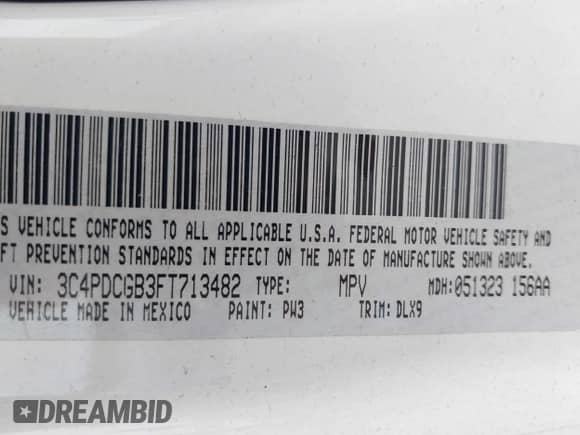 S VEHICLE CONFORMS TO ALL APPLICABLE U.S.A. FEDERAL MOTOR VEHICLE SAFETY AND
FT PREVENTION STANDARDS IN EFFECT ON THE DATE OF MANUFACTURE SHOWN ABOVE.
VIN: 3C4PDCGB3FT713482 TYPE: MPV MDH:051323 156AA
VEHICLE MADE IN MEXICO PAINT: PW3 TRIM: DLX9
DREAMBID